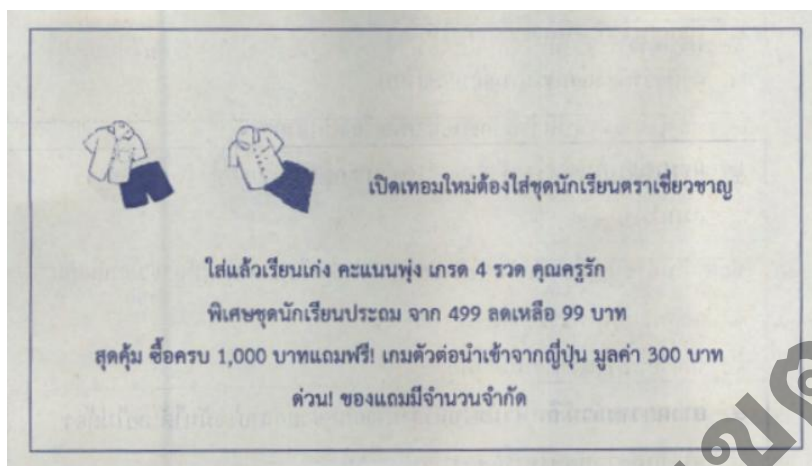 เปิดเทอมใหม่ต้องใส่ชุดนักเรียนตราเชี่ยวชาญ
ใส่แล้วเรียนเก่ง คะแนนพุ่ง เกรด 4 รวด คุณครูรัก
พิเศษชุดนักเรียนประถม จาก 499 ลดเหลือ 99 บาท
สุดคุ้ม ซื้อครบ 1,000 บาทแถมฟรี! เกมตัวต่อนำเข้าจากญี่ปุ่น มูลค่า 300 บาท
ด่วน! ของแถมมีจำนวนจำกัด